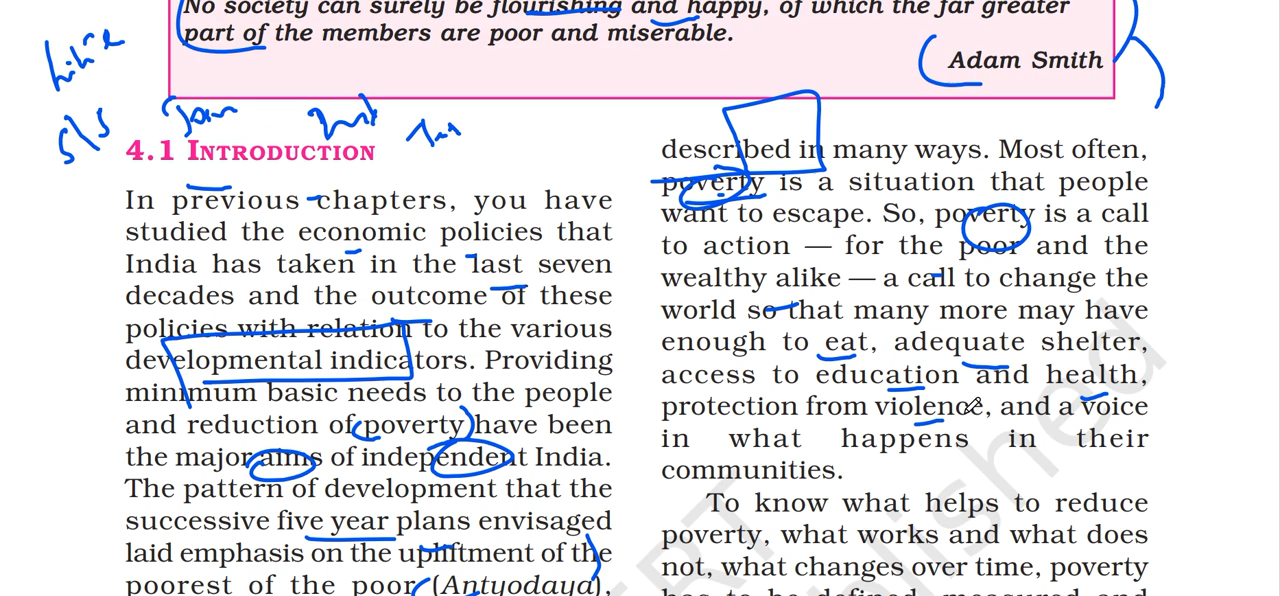 No society can surely be flourishing and happy, of which the far greater
part of the members are poor and miserable.
Adam Smith
4.1 INTRODUCTION
In previous chapters, you have
studied the economic policies that
India has taken in the last seven
decades and the outcome of these
policies with relation to the various
developmental indicators. Providing
minimum basic needs to the people
and reduction of poverty have been
the major aims of independent India.
The pattern of development that the
successive five year plans envisaged
laid emphasis on the upliftment of the
poorest of the poor (Antyodaya),
described in many ways. Most often,
poverty is a situation that people
want to escape. So, poverty is a call
to action — for the poor and the
wealthy alike — a call to change the
world so that many more may have
enough to eat, adequate shelter,
access to education and health,
protection from violence, and a voice
in what happens in their
communities.
To know what helps to reduce
poverty, what works and what does
not, what changes over time, poverty
has to be defined, measured and